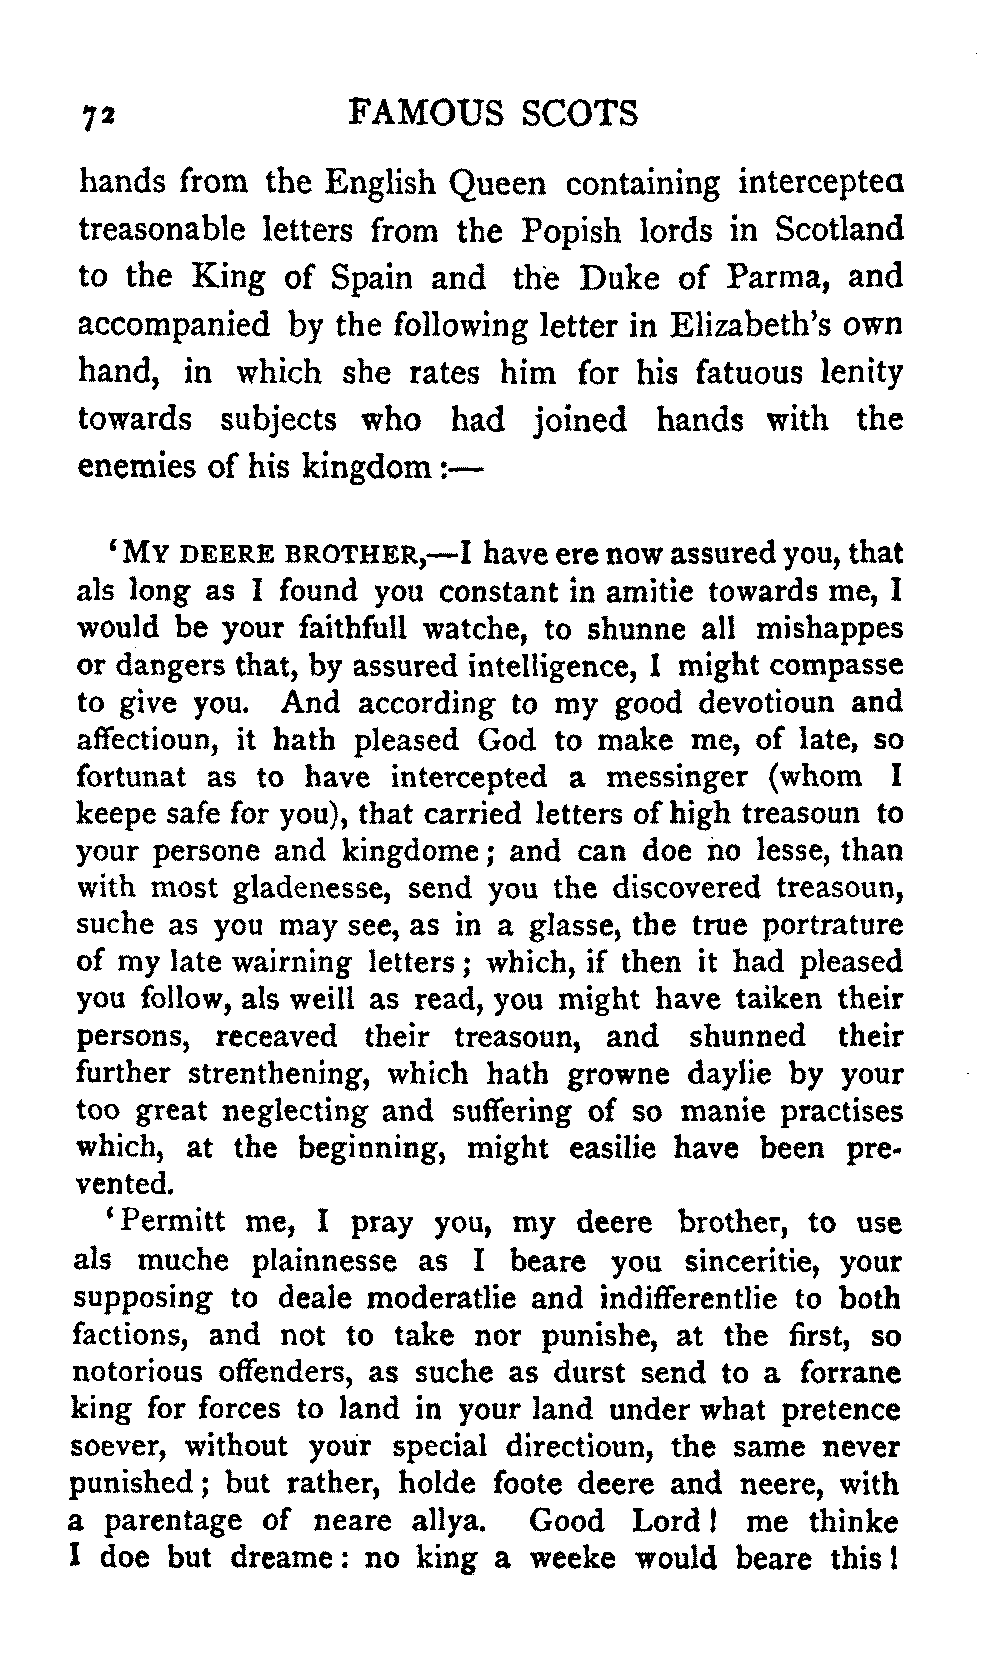 72 FAMOUS SCOTS
hands from the English Queen containing intercepted
treasonable letters from the Popish lords in Scotland
to the King of Spain and the Duke of Parma, and
accompanied by the following letter in Elizabeth's own
hand, in which she rates him for his fatuous lenity
towards subjects who had joined hands with the
enemies of his kingdom :—
‘MY DEERE BROTHER,—I have ere now assured you, that
als long as I found you constant in amitie towards me, I
would be your faithfull watche, to shunne all mishappes
or dangers that, by assured intelligence, I might compasse
to give you. And according to my good devotioun and
affectioun, it hath pleased God to make me, of late, so
fortunat as to have intercepted a messinger (whom I
keepe safe for you), that carried letters of high treasoun to
your persone and kingdome ; and can doe no lesse, than
with most gladenesse, send you the discovered treasoun,
suche as you may see, as in a glasse, the true portrature
of my late wairning letters ; which, if then it had pleased
you follow, als weill as read, you might have taiken their
persons, receaved their treasoun, and shunned their
further strenthening, which hath growne daylie by your
too great neglecting and suffering of so manie practises
which, at the beginning, might easilie have been pre-
vented.
‘Permitt me, I pray you, my deere brother, to use
als muche plainnesse as I beare you sinceritie, your
supposing to deale moderatlie and indifferentlie to both
factions, and not to take nor punishe, at the first, so
notorious offenders, as suche as durst send to a forrane
king for forces to land in your land under what pretence
soever, without your special directioun, the same never
punished ; but rather, holde foote deere and neere, with
a parentage of neare allya. Good Lord ! me thinke
I doe but dreame : no king a weeke would beare this !